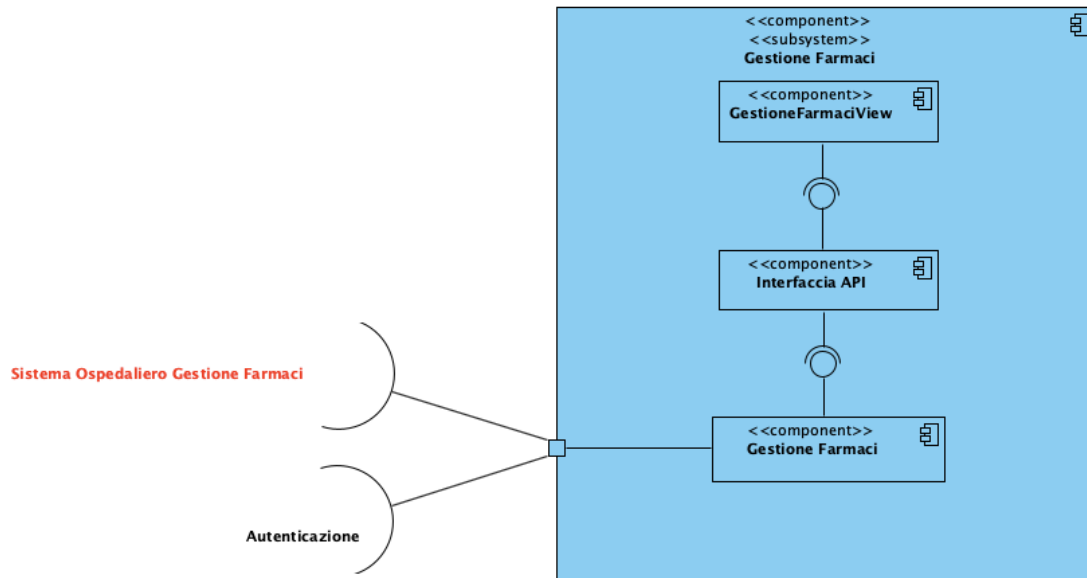 <<component>>
<<subsystem>>
Gestione Farmaci
<<component>>
GestioneFarmaciView
<<component>>
Interfaccia API
Sistema Ospedaliero Gestione Farmaci
<<component>>
Gestione Farmaci
Autenticazione